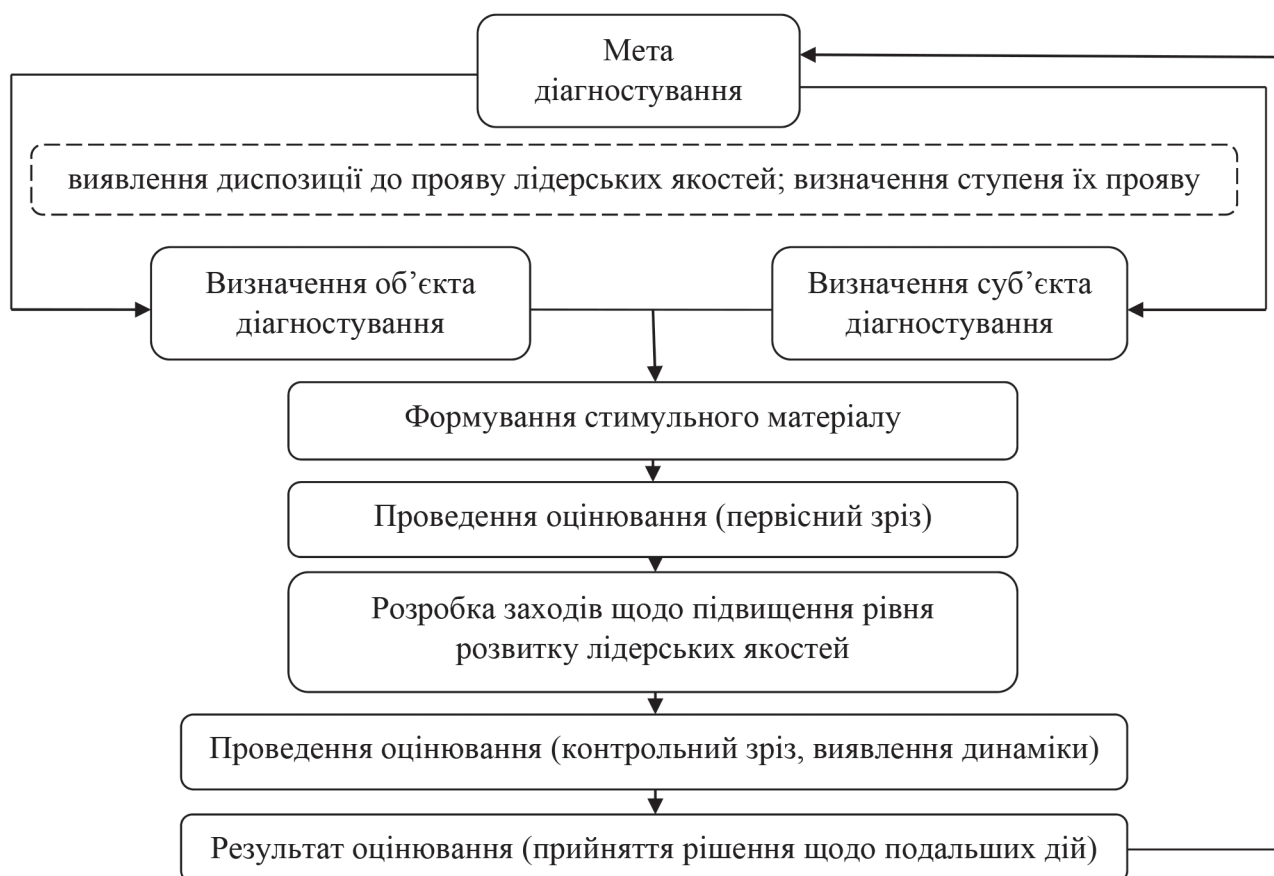 Мета
діагностування
виявлення диспозиції до прояву лідерських якостей; визначення ступеня їх прояву
Визначення об’єкта
діагностування
Визначення суб’єкта
діагностування
Формування стимульного матеріалу
Проведення оцінювання (первісний зріз)
Розробка заходів щодо підвищення рівня
розвитку лідерських якостей
Проведення оцінювання (контрольний зріз, виявлення динаміки)
Результат оцінювання (прийняття рішення щодо подальших дій)